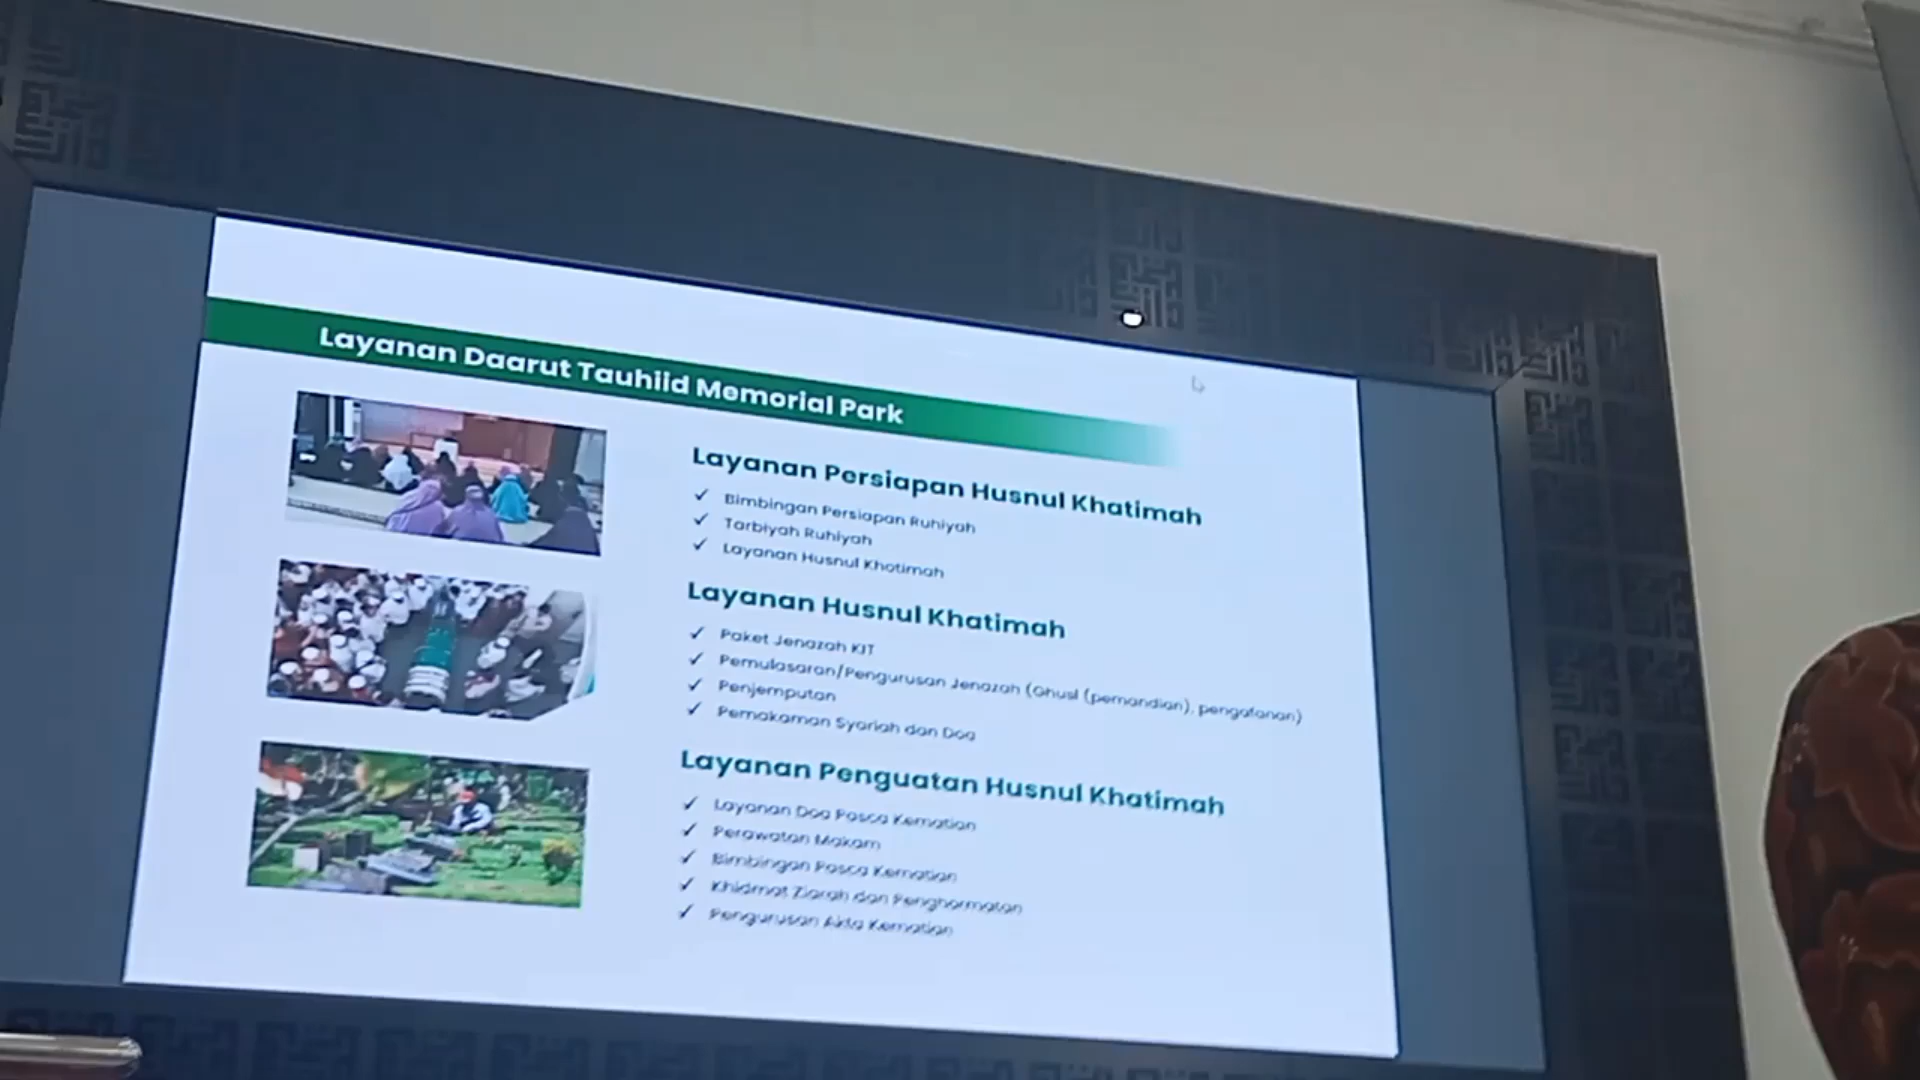 Layanan Daarut Tauhiid Memorial Park
Layanan Persiapan Husnul Khatimah
✓ Bimbingan Persiapan Ruhiyah
✓ Tarbiyah Ruhiyah
✓ Layanan Husnul Khotimah
Layanan Husnul Khatimah
✓ Paket Jenazah KIT
✓ Pemulasaran/Pengurusan Jenazah (Ghusl (pemandian), pengafanan)
✓ Penjemputan
✓ Pemakaman Syariah dan Doa
Layanan Penguatan Husnul Khatimah
✓ Layanan Doa Pasca Kematian
✓ Perawatan Makam
✓ Bimbingan Pasca Kematian
✓ Khidmat Ziarah dan Penghormatan
✓ Pengurusan Akta Kematian